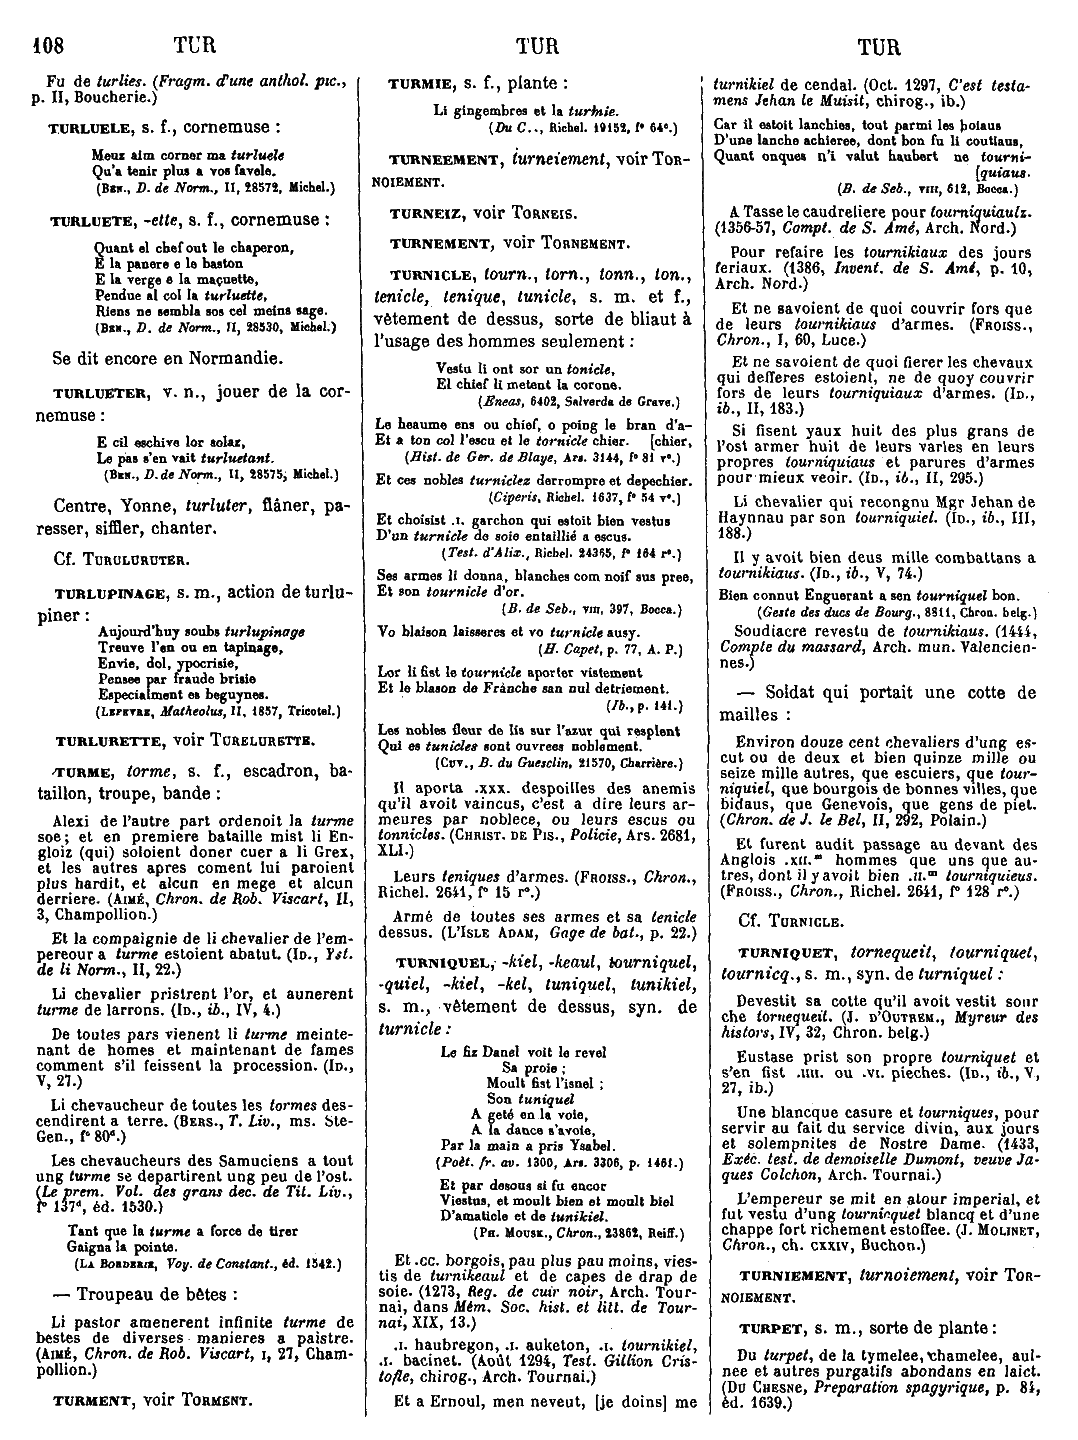 108 TUR TUR TUR
Fu de turlies. (Fragm. d'une anthol. pic.,
p. II, Boucherie.)
TURLUELE, s. f., cornemuse :
Meuz aim corner ma turluele
Qu'a tenir plus a vos favele.
(Ben., D. de Norm., II, 28572, Michel.)
TURLUETE, -ette, s. f., cornemuse :
Quant el chef out le chaperon,
E la panere e le baston
E la verge e la maçuette,
Pendue al col la turluette,
Riens ne sembla sos cel meins sage.
(Ben., D. de Norm., II, 28530, Michel.)
Se dit encore en Normandie.
TURLUETER, v. n., jouer de la cor-
nemuse :
E cil eschive lor solaz,
Le pas s'en vait turluetant.
(Ben., D. de Norm., II, 28575, Michel.)
Centre, Yonne, turluter, flâner, pa-
resser, siffler, chanter.
Cf. Turuluruter.
TURLUPINAGE, s. m., action de turlu-
piner :
Aujourd'huy soubs turlupinage
Treuve l'en ou en tapinage,
Envie, dol, ypocrisie,
Pensee par fraude brisie
Especialment es beguynes.
(Lefevre, Matheolus, II, 1857, Tricotel.)
TURLURETTE, voir Turelurette.
TURME, torme, s. f., escadron, ba-
taillon, troupe, bande :
Alexi de l'autre part ordenoit la turme
soe; et en premiere bataille mist li En-
gloiz (qui) soloient doner cuer a li Grex,
et les autres apres coment lui paroient
plus hardit, et alcun en mege et alcun
derriere. (Aimé, Chron. de Rob. Viscart, II,
3, Champollion.)
Et la compaignie de li chevalier de l'em-
pereour a turme estoient abatut. (Id., Yst.
de li Norm., II, 22.)
Li chevalier pristrent l'or, et aunerent
turme de larrons. (Id., ib., IV, 4.)
De toutes pars vienent li turme meinte-
nant de homes et maintenant de fames
comment s'il feissent la procession. (Id.,
V, 27.)
Li chevaucheur de toutes les tormes des-
cendirent a terre. (Bers., T. Liv., ms. Ste-
Gen., f° 80d.)
Les chevaucheurs des Samuciens a tout
ung turme se departirent ung peu de l'ost.
(Le prem. Vol. des grans dec. de Tit. Liv.,
f° 137d, éd. 1530.)
Tant que la turme a force de tirer
Gaigna la pointe.
(La Borderie, Voy. de Constant., éd. 1542.)
— Troupeau de bêtes :
Li pastor amenerent infinite turme de
bestes de diverses manieres a paistre.
(Aimé, Chron. de Rob. Viscart, I, 27, Cham-
pollion.)
TURMENT, voir Torment.
TURMIE, s. f., plante :
Li gingembres et la turmie.
(Du C.., Richel. 19152, f° 64c.)
TURNEEMENT, turneiement, voir Tor-
noiement.
TURNEIZ, voir Torneis.
TURNEMENT, voir Tornement.
TURNICLE, tourn., torn., tonn., ton.,
tenicle, tenique, tunicle, s. m. et f.,
vêtement de dessus, sorte de bliaut à
l'usage des hommes seulement :
Vestu li ont sor un tonicle,
El chief li metent la corone.
(Eneas, 6402, Salverda de Grave.)
Le heaume ens ou chief, o poing le bran d'a-
Et a ton col l'escu et le tornicle chier. [chier,
(Hist. de Ger. de Blaye, Ars. 3144, f° 81 v°.)
Et ces nobles turniclez derrompre et depechier.
(Ciperis, Richel. 1637, f° 54 v°.)
Et choisist .I. garchon qui estoit bien vestus
D'un turnicle de soie entaillié a escus.
(Test. d'Alix., Richel. 24365, f° 164 r°.)
Ses armes li donna, blanches com noif sus pree,
Et son tournicle d'or.
(B. de Seb., VIII, 397, Bocca.)
Vo blaison laisseres et vo turnicle ausy.
(H. Capet, p. 77, A. P.)
Lor li fist le tournicle aporter vistement
Et le blason de Franche san nul detriement.
(Ib., p. 141.)
Les nobles fleur de lis sur l'azur qui resplent
Qui es tunicles sont ouvrees noblement.
(Cuv., B. du Guesclin, 21570, Charrière.)
Il aporta .XXX. despoilles des anemis
qu'il avoit vaincus, c'est a dire leurs ar-
meures par noblece, ou leurs escus ou
tonnicles. (Christ. de Pis., Policie, Ars. 2681,
XLI.)
Leurs teniques d'armes. (Froiss., Chron.,
Richel. 2641, f° 15 r°.)
Armé de toutes ses armes et sa tenicle
dessus. (L'Isle Adam, Gage de bat., p. 22.)
TURNIQUEL, -kiel, -keaul, tourniquel,
-quiel, -kiel, -kel, tuniquel, tunikiel,
s. m., vêtement de dessus, syn. de
turnicle :
Le fiz Danel voit le revel
Sa proie ;
Moult fist l'isnel ;
Son tuniquel
A geté en la voie,
A la dance s'avoie,
Par la main a pris Ysabel.
(Poët. fr. av. 1300, Ars. 3306, p. 1461.)
Et par desous si fu encor
Viestus, et moult bien et moult biel
D'amaticle et de tunikiel.
(Ph. Mousk., Chron., 23862, Reiff.)
Et .CC. borgois, pau plus pau moins, vies-
tis de turnikeaul et de capes de drap de
soie. (1273, Reg. de cuir noir, Arch. Tour-
nai, dans Mém. Soc. hist. et litt. de Tour-
nai, XIX, 13.)
.I. haubregon, .I. auketon, .I. tournikiel,
.I. bacinet. (Août 1294, Test. Gillion Cris-
tofle, chirog., Arch. Tournai.)
Et a Ernoul, men neveut, [je doins] me
turnikiel de cendal. (Oct. 1297, C'est testa-
mens Jehan le Muisit, chirog., ib.)
Car il estoit lanchies, tout parmi les boiaus
D'une lanche achieree, dont bon fu li coutiaus,
Quant onques n'i valut haubert ne tourni-
[quiaus.
(B. de Seb., VIII, 612, Bocca.)
A Tasse le caudreliere pour tourniquiaulz.
(1356-57, Compt. de S. Amé, Arch. Nord.)
Pour refaire les tournikiaux des jours
feriaux. (1386, Invent. de S. Amé, p. 10,
Arch. Nord.)
Et ne savoient de quoi couvrir fors que
de leurs tournikiaus d'armes. (Froiss.,
Chron., I, 60, Luce.)
Et ne savoient de quoi fierer les chevaux
qui defferes estoient, ne de quoy couvrir
fors de leurs tourniquiaux d'armes. (Id.,
ib., II, 183.)
Si fisent yaux huit des plus grans de
l'ost armer huit de leurs varles en leurs
propres tourniquiaus et parures d'armes
pour mieux veoir. (Id., ib., II, 295.)
Li chevalier qui recongnu Mgr Jehan de
Haynnau par son tourniquiel. (Id., ib., III,
188.)
Il y avoit bien deus mille combattans a
tournikiaus. (Id., ib., V, 74.)
Bien connut Enguerant a sen tourniquel bon.
(Geste des ducs de Bourg., 8811, Chron. belg.)
Soudiacre revestu de tournikiaus. (1444,
Compte du massard, Arch. mun. Valencien-
nes.)
— Soldat qui portait une cotte de
mailles :
Environ douze cent chevaliers d'ung es-
cut ou de deux et bien quinze mille ou
seize mille autres, que escuiers, que tour-
niquiel, que bourgois de bonnes villes, que
bidaus, que Genevois, que gens de piet.
(Chron. de J. le Bel, II, 292, Polain.)
Et furent audit passage au devant des
Anglois .XII.m hommes que uns que au-
tres, dont il y avoit bien .II.m tourniquieus.
(Froiss., Chron., Richel. 2641, f° 128 r°.)
Cf. Turnigle.
TURNIQUET, tornequeit, tourniquet,
tournicq., s. m., syn. de turniquel :
Devestit sa cotte qu'il avoit vestit sour
che tornequeit. (J. d'Outrem., Myreur des
histors, IV, 32, Chron. belg.)
Eustase prist son propre tourniquet et
s'en fist .IIII. ou .VI. pieches. (Id., ib., V,
27, ib.)
Une blancque casure et tourniques, pour
servir au fait du service divin, aux jours
et solempnites de Nostre Dame. (1433,
Exéc. test. de demoiselle Dumont, veuve Ja-
ques Colchon, Arch. Tournai.)
L'empereur se mit en atour imperial, et
fut vestu d'ung tournicquet blancq et d'une
chappe fort richement estoffee. (J. Molinet,
Chron., ch. CXXIV, Buchon.)
TURNIEMENT, turnoiement, voir Tor-
noiement.
TURPET, s. m., sorte de plante :
Du turpet, de la tymelee, chamelee, aul-
nee et autres purgatifs abondans en laict.
(Du Chesne, Preparation spagyrique, p. 84,
éd. 1639.)